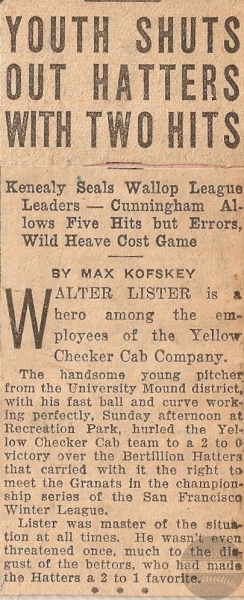 YOUTH SHUTS
OUT HATTERS
WITH TWO HITS
Kenealy Seals Wallop League
Leaders — Cunningham Al-
lows Five Hits but Errors,
Wild Heave Cost Game
BY MAX KOFSKEY
WALTER LISTER is a
hero among the em-
ployees of the Yellow
Checker Cab Company.
The handsome young pitcher
from the University Mound district,
with his fast ball and curve work-
ing perfectly, Sunday afternoon at
Recreation Park, hurled the Yel-
low Checker Cab team to a 2 to 0
victory over the Bertillion Hatters
that carried with it the right to
meet the Granats in the champion-
ship series of the San Francisco
Winter League.
Lister was master of the situa-
tion at all times. He wasn't even
threatened once, much to the dis-
gust of the bettors, who had made
the Hatters a 2 to 1 favorite.
* * *